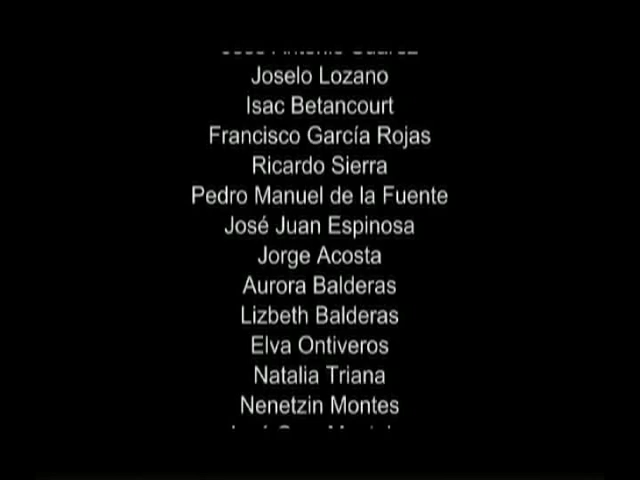 Joselo Lozano
Isac Betancourt
Francisco García Rojas
Ricardo Sierra
Pedro Manuel de la Fuente
José Juan Espinosa
Jorge Acosta
Aurora Balderas
Lizbeth Balderas
Elva Ontiveros
Natalia Triana
Nenetzin Montes